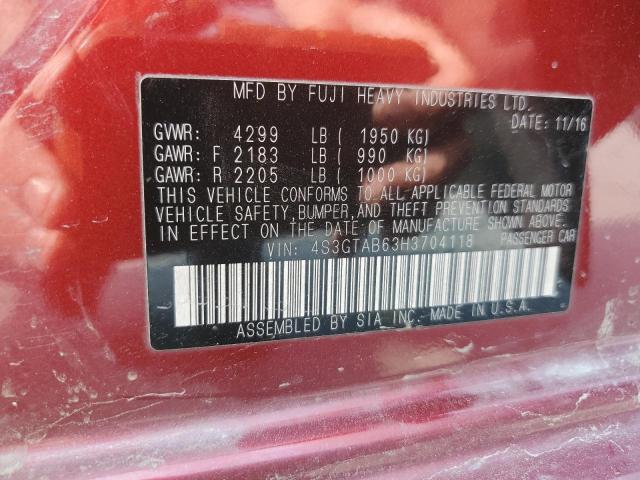 MFD BY FUJI HEAVY INDUSTRIES LTD.
DATE: 11/16
GVWR: 4299 LB ( 1950 KG)
GAWR: F 2183 LB ( 990 KG)
GAWR: R 2205 LB ( 1000 KG)
THIS VEHICLE CONFORMS TO ALL APPLICABLE FEDERAL MOTOR
VEHICLE SAFETY, BUMPER, AND THEFT PREVENTION STANDARDS
IN EFFECT ON THE DATE OF MANUFACTURE SHOWN ABOVE.
VIN: 4S3GTAB63H3704118 PASSENGER CAR
ASSEMBLED BY SIA INC. MADE IN U.S.A.